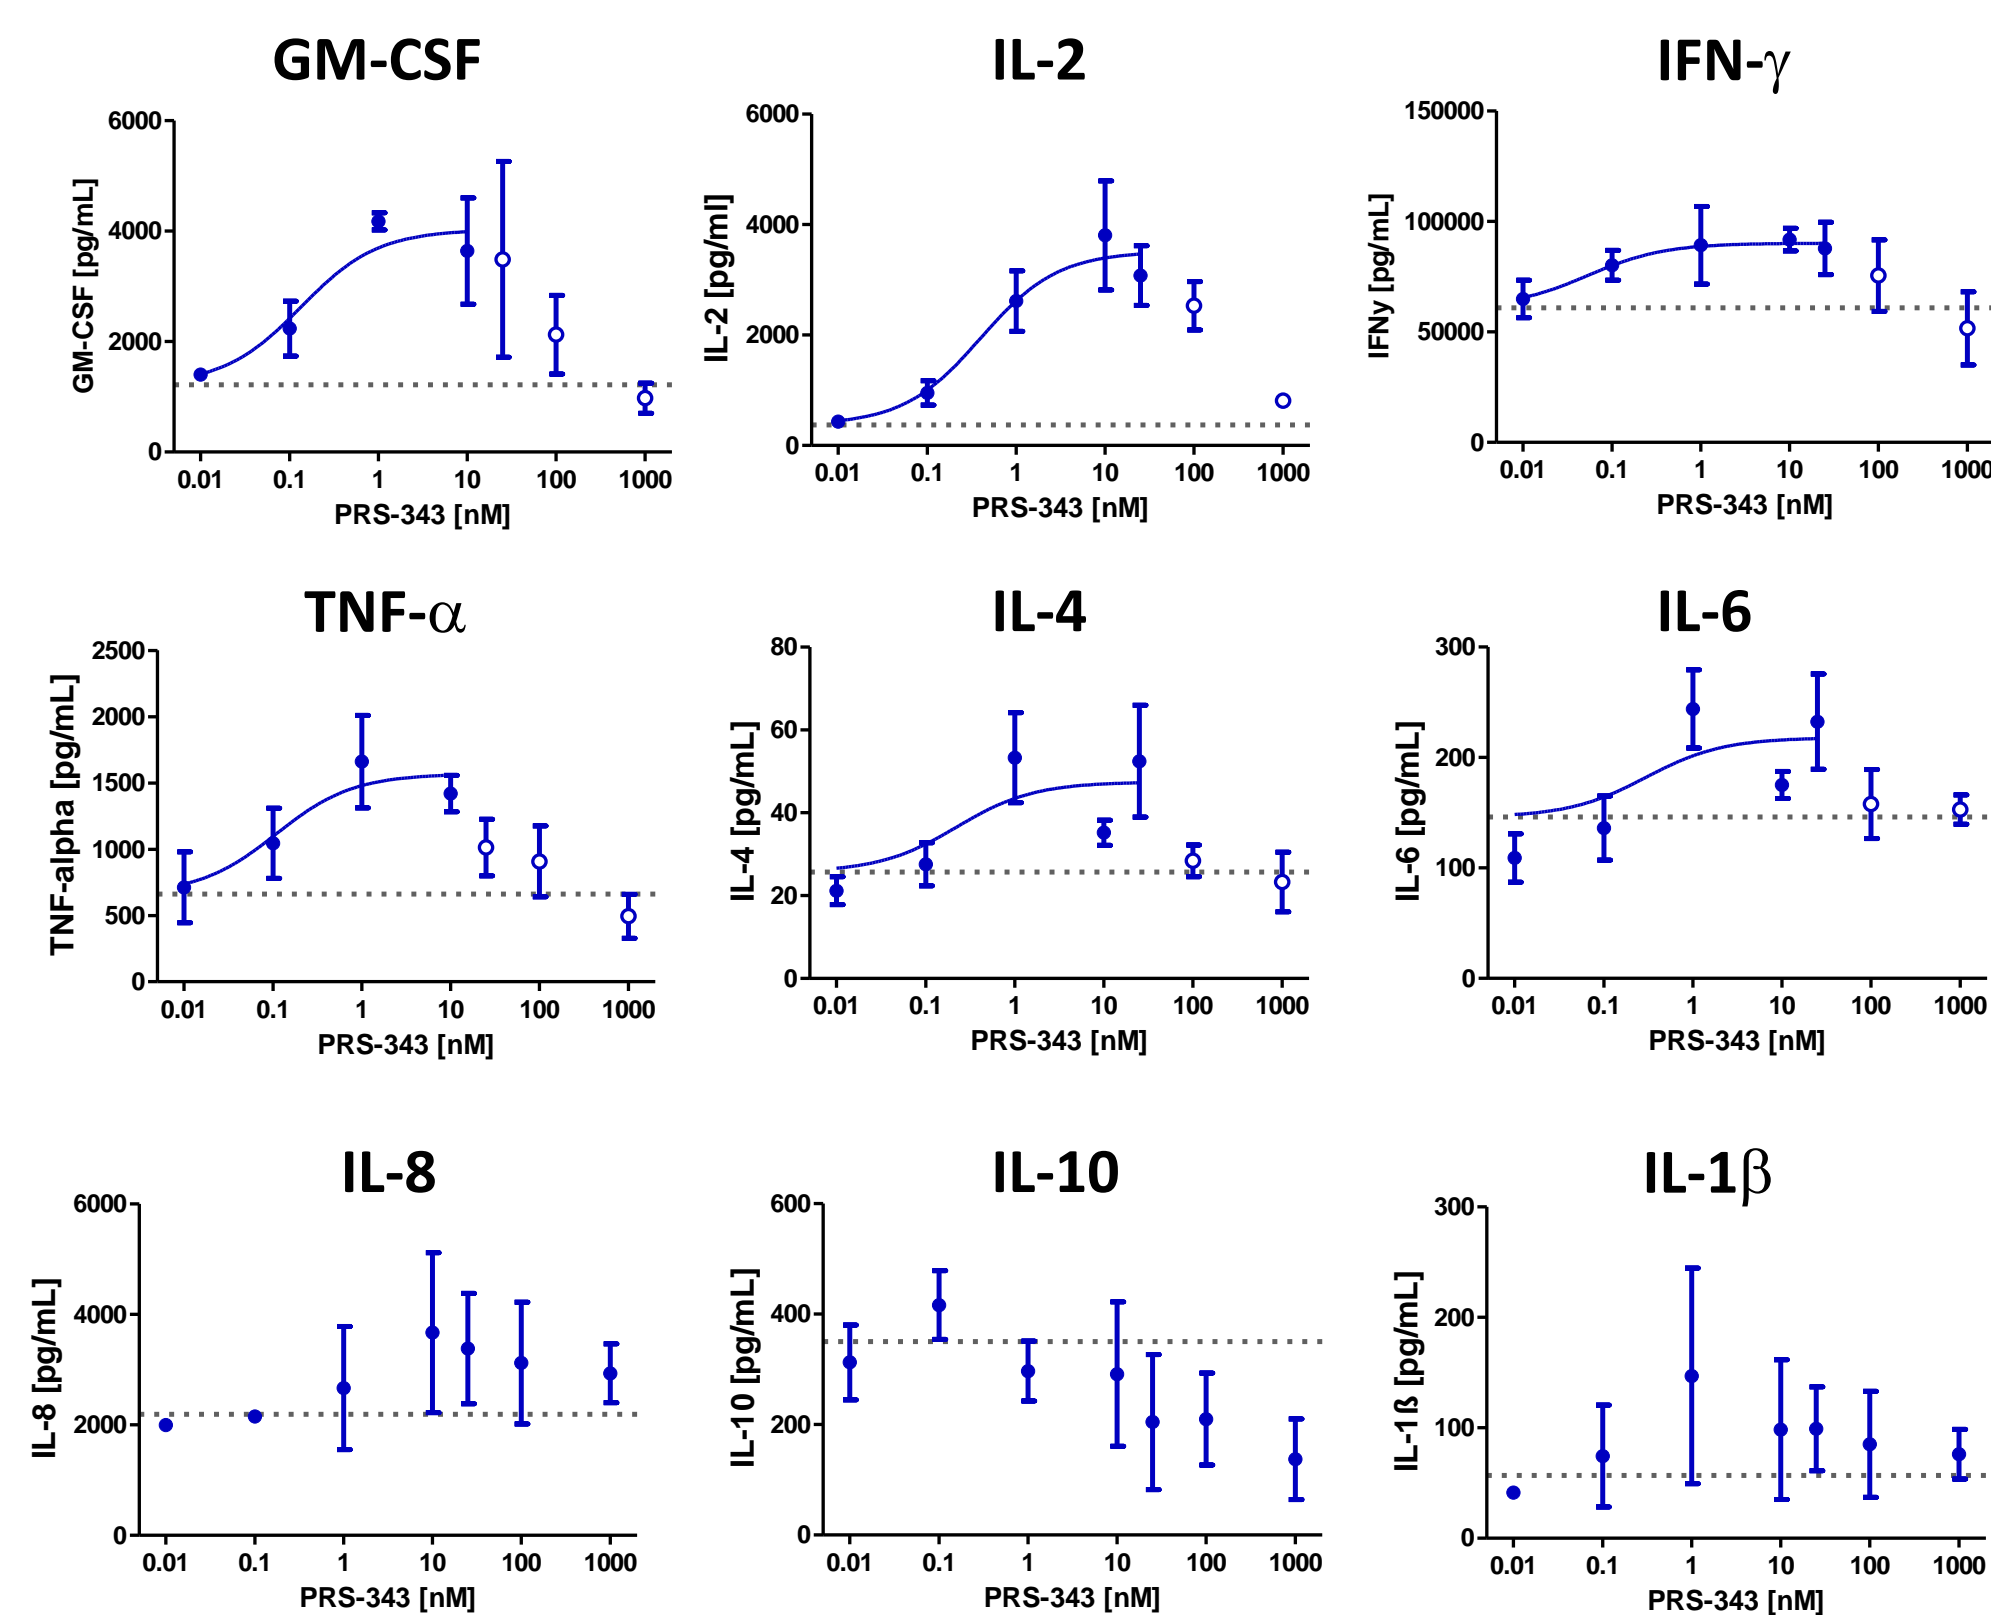 GM-CSF
6000
4000
2000
0
GM-CSF [pg/mL]
0.01 0.1 1 10 100 1000
PRS-343 [nM]
IL-2
6000
4000
2000
0
IL-2 [pg/ml]
0.01 0.1 1 10 100 1000
PRS-343 [nM]
IFN-γ
150000
100000
50000
0
IFNy [pg/mL]
0.01 0.1 1 10 100 1000
PRS-343 [nM]
TNF-α
2500
2000
1500
1000
500
0
TNF-alpha [pg/mL]
0.01 0.1 1 10 100 1000
PRS-343 [nM]
IL-4
80
60
40
20
0
IL-4 [pg/mL]
0.01 0.1 1 10 100 1000
PRS-343 [nM]
IL-6
300
200
100
0
IL-6 [pg/mL]
0.01 0.1 1 10 100 1000
PRS-343 [nM]
IL-8
6000
4000
2000
0
IL-8 [pg/mL]
0.01 0.1 1 10 100 1000
PRS-343 [nM]
IL-10
600
400
200
0
IL-10 [pg/mL]
0.01 0.1 1 10 100 1000
PRS-343 [nM]
IL-1β
300
200
100
0
IL-1ß [pg/mL]
0.01 0.1 1 10 100 1000
PRS-343 [nM]